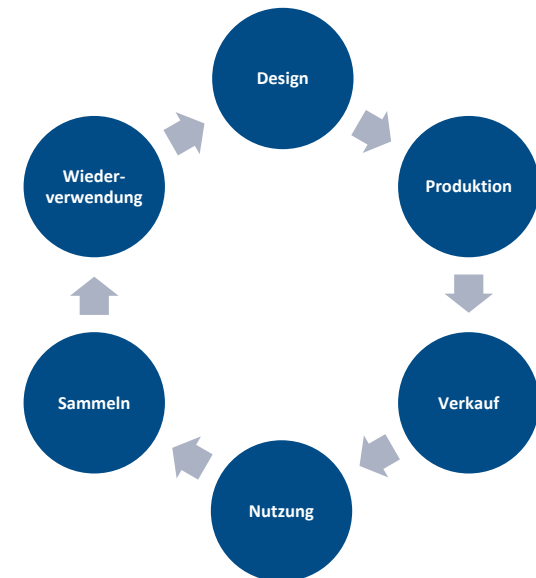 Design
Produktion
Verkauf
Nutzung
Sammeln
Wieder-
verwendung